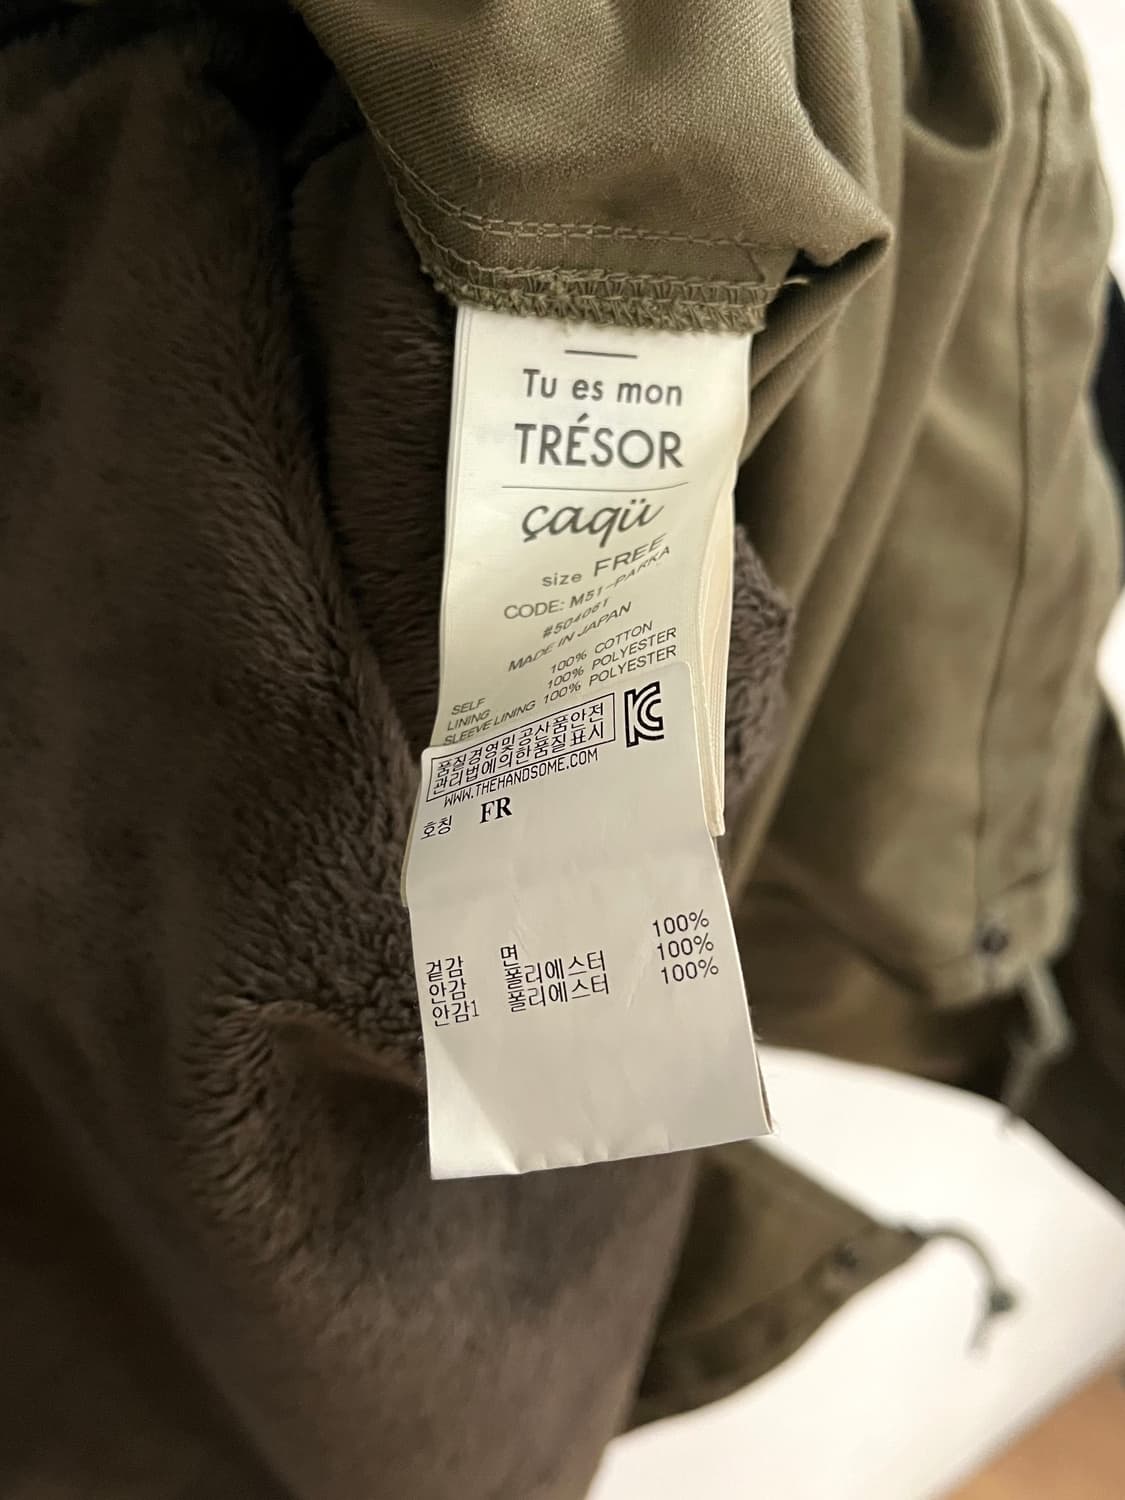 Tu es mon
TRÉSOR
çaqü
size FREE
CODE: M51-PARKA
#504061
MADE IN JAPAN
SELF 100% COTTON
LINING 100% POLYESTER
SLEEVE LINING 100% POLYESTER
품질경영및공산품안전
관리법에의한품질표시
WWW.THEHANDSOME.COM
호칭 FR
겉감 면 100%
안감 폴리에스터 100%
안감1 폴리에스터 100%